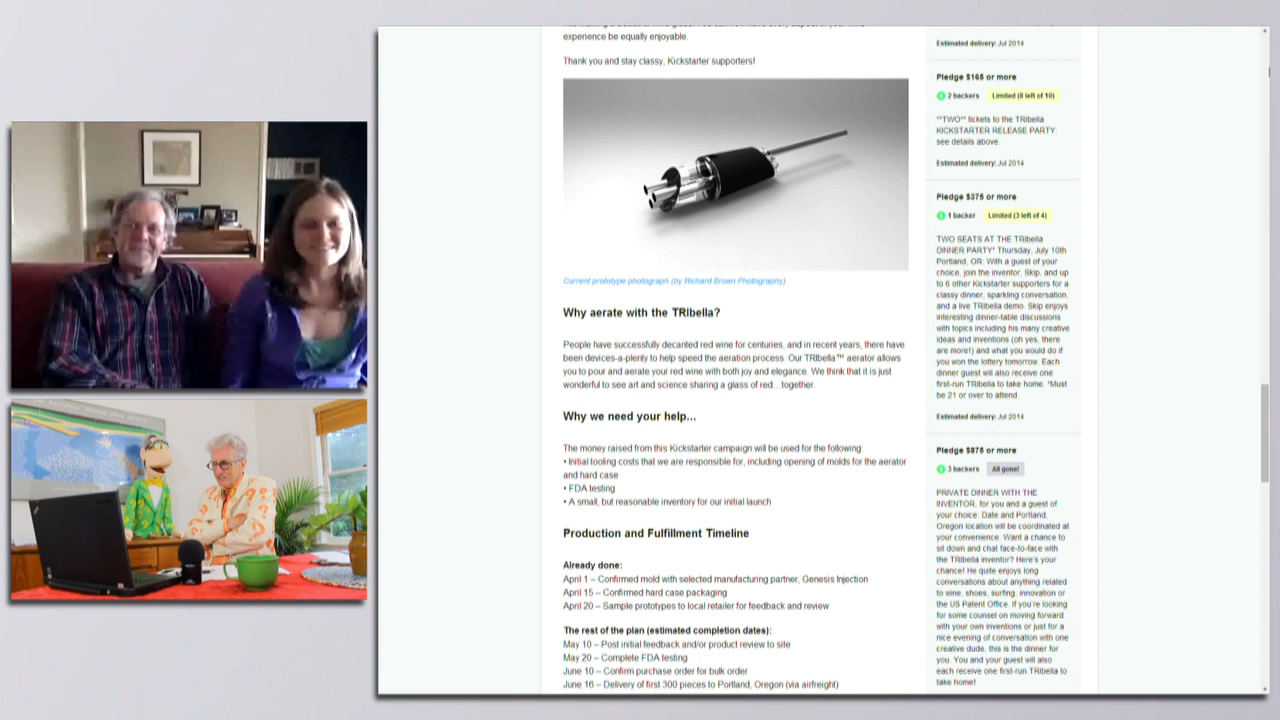 experience be equally enjoyable.
Thank you and stay classy, Kickstarter supporters!
Current prototype photograph (by Richard Brown Photography)
Why aerate with the TRIbella?
People have successfully decanted red wine for centuries, and in recent years, there have
been devices-a-plenty to help speed the aeration process. Our TRIbella™ aerator allows
you to pour and aerate your red wine with both joy and elegance. We think that it is just
wonderful to see art and science sharing a glass of red... together.
Why we need your help...
The money raised from this Kickstarter campaign will be used for the following:
• Initial tooling costs that we are responsible for, including opening of molds for the aerator
and hard case
• FDA testing
• A small, but reasonable inventory for our initial launch
Production and Fulfillment Timeline
Already done:
April 1 – Confirmed mold with selected manufacturing partner, Genesis Injection
April 15 – Confirmed hard case packaging
April 20 – Sample prototypes to local retailer for feedback and review
The rest of the plan (estimated completion dates):
May 10 – Post initial feedback and/or product review to site
May 20 – Complete FDA testing
June 10 – Confirm purchase order for bulk order
June 16 – Delivery of first 300 pieces to Portland, Oregon (via airfreight)
Estimated delivery: Jul 2014
Pledge $165 or more
2 backers Limited (8 left of 10)
**TWO** tickets to the TRIbella
KICKSTARTER RELEASE PARTY:
see details above.
Estimated delivery: Jul 2014
Pledge $375 or more
1 backer Limited (3 left of 4)
TWO SEATS AT THE TRIbella
DINNER PARTY* Thursday, July 10th
Portland, OR: With a guest of your
choice, join the inventor, Skip, and up
to 6 other Kickstarter supporters for a
classy dinner, sparkling conversation,
and a live TRIbella demo. Skip enjoys
interesting dinner-table discussions
with topics including his many creative
ideas and inventions (oh yes, there
are more!) and what you would do if
you won the lottery tomorrow. Each
dinner guest will also receive one
first-run TRIbella to take home. *Must
be 21 or over to attend.
Estimated delivery: Jul 2014
Pledge $875 or more
3 backers All gone!
PRIVATE DINNER WITH THE
INVENTOR, for you and a guest of
your choice. Date and Portland,
Oregon location will be coordinated at
your convenience. Want a chance to
sit down and chat face-to-face with
the TRIbella inventor? Here's your
chance! He quite enjoys long
conversations about anything related
to wine, shoes, surfing, innovation or
the US Patent Office. If you're looking
for some counsel on moving forward
with your own inventions or just for a
nice evening of conversation with one
creative dude, this is the dinner for
you. You and your guest will also
each receive one first-run TRIbella to
take home!